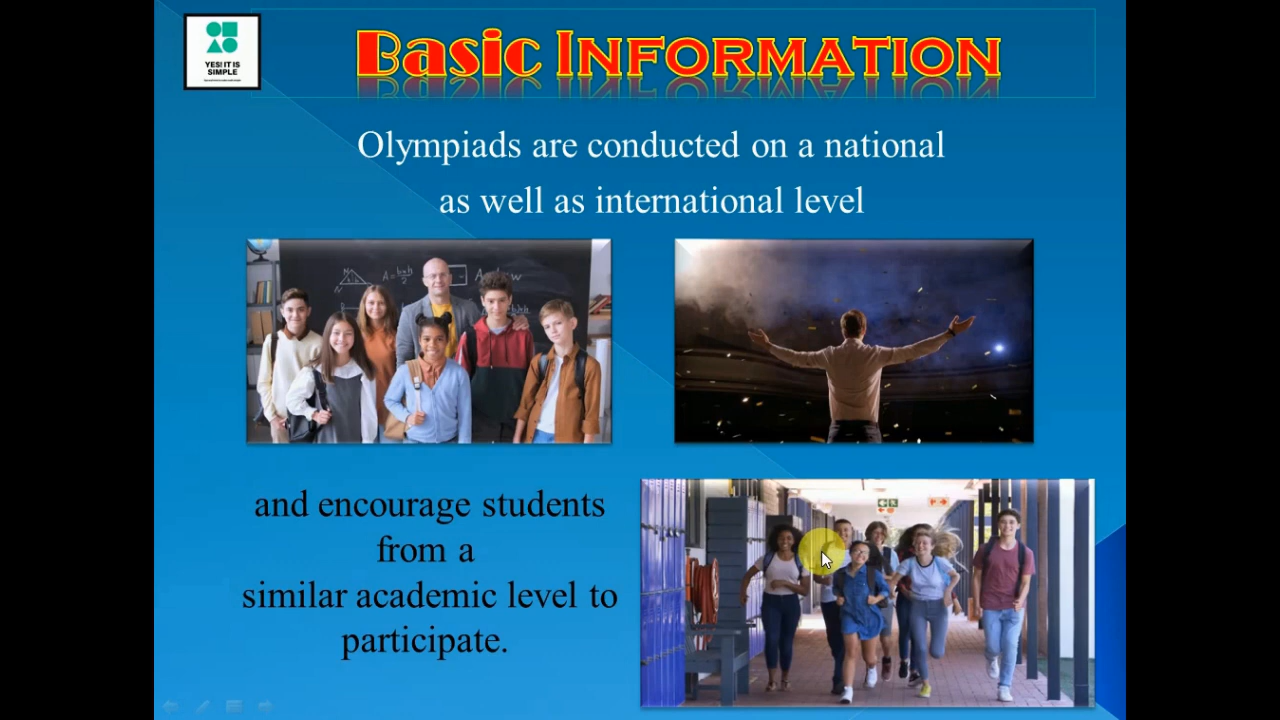 YES! IT IS
SIMPLE
Basic INFORMATION
Olympiads are conducted on a national
as well as international level
and encourage students
from a
similar academic level to
participate.